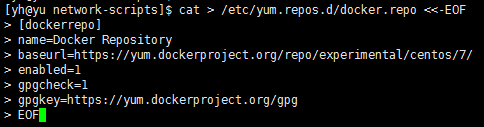 [yh@yu network-scripts]$ cat > /etc/yum.repos.d/docker.repo <<-EOF
> [dockerrepo]
> name=Docker Repository
> baseurl=https://yum.dockerproject.org/repo/experimental/centos/7/
> enabled=1
> gpgcheck=1
> gpgkey=https://yum.dockerproject.org/gpg
> EOF